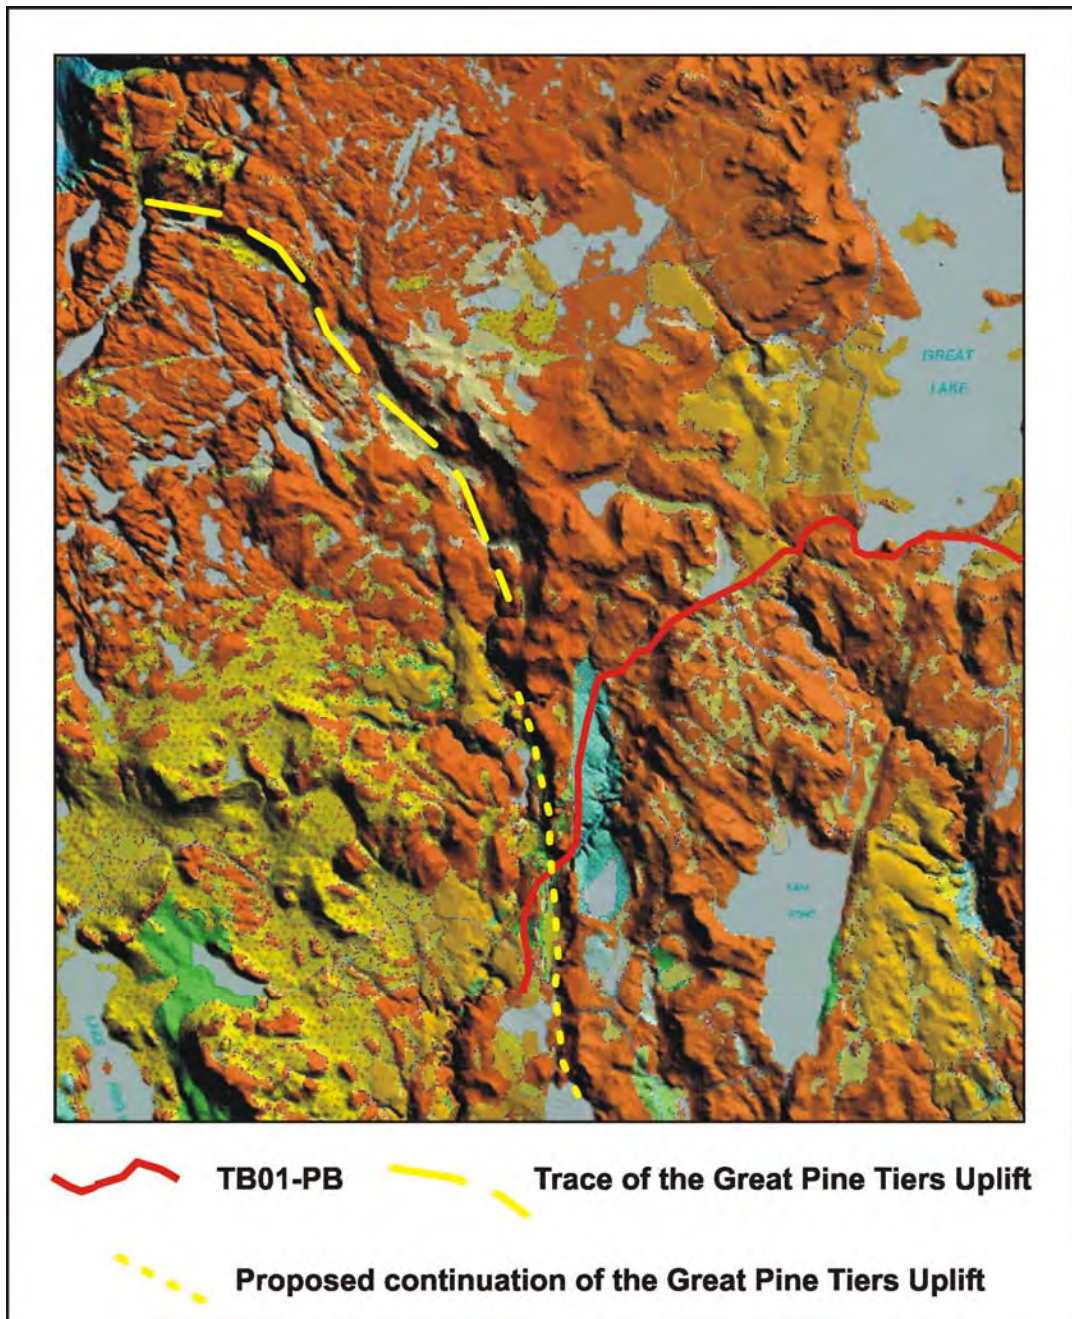 GREAT
LAKE
LAKE
TB01-PB
Trace of the Great Pine Tiers Uplift
Proposed continuation of the Great Pine Tiers Uplift